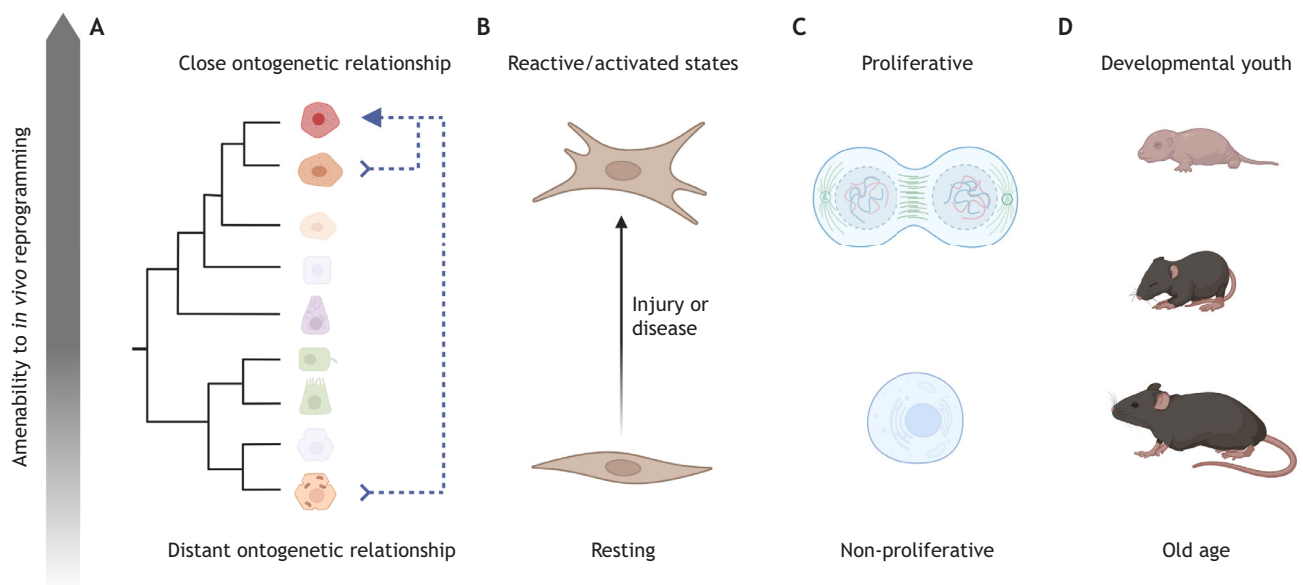 Amenability to in vivo reprogramming
A
Close ontogenetic relationship
Distant ontogenetic relationship
B
Reactive/activated states
Injury or
disease
Resting
C
Proliferative
Non-proliferative
D
Developmental youth
Old age